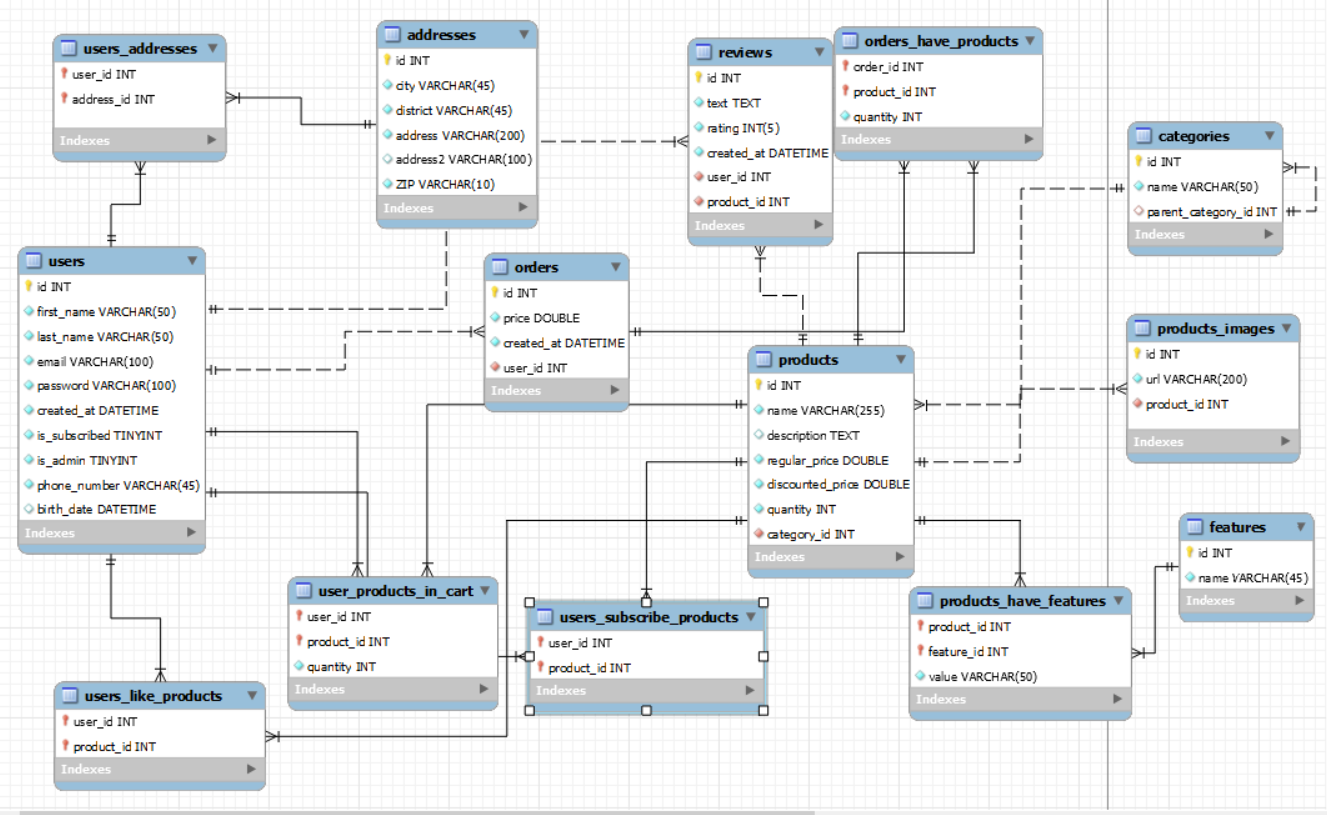 users_addresses
user_id INT
address_id INT
Indexes
addresses
id INT
city VARCHAR(45)
district VARCHAR(45)
address VARCHAR(200)
address2 VARCHAR(100)
ZIP VARCHAR(10)
Indexes
reviews
id INT
text TEXT
rating INT(5)
created_at DATETIME
user_id INT
product_id INT
Indexes
orders_have_products
order_id INT
product_id INT
quantity INT
Indexes
categories
id INT
name VARCHAR(50)
parent_category_id INT
Indexes
users
id INT
first_name VARCHAR(50)
last_name VARCHAR(50)
email VARCHAR(100)
password VARCHAR(100)
created_at DATETIME
is_subscribed TINYINT
is_admin TINYINT
phone_number VARCHAR(45)
birth_date DATETIME
Indexes
orders
id INT
price DOUBLE
created_at DATETIME
user_id INT
Indexes
products
id INT
name VARCHAR(255)
description TEXT
regular_price DOUBLE
discounted_price DOUBLE
quantity INT
category_id INT
Indexes
products_images
id INT
url VARCHAR(200)
product_id INT
Indexes
features
id INT
name VARCHAR(45)
Indexes
user_products_in_cart
user_id INT
product_id INT
quantity INT
Indexes
users_subscribe_products
user_id INT
product_id INT
Indexes
products_have_features
product_id INT
feature_id INT
value VARCHAR(50)
Indexes
users_like_products
user_id INT
product_id INT
Indexes